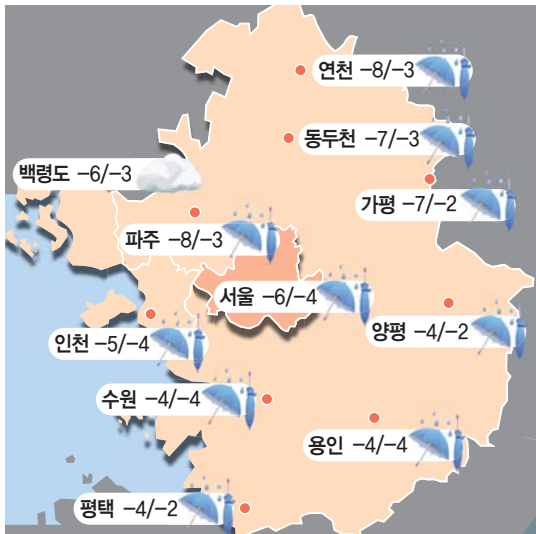 연천 –8/–3
동두천 –7/–3
백령도 –6/–3
가평 –7/–2
파주 –8/–3
서울 –6/–4
양평 –4/–2
인천 –5/–4
수원 –4/–4
용인 –4/–4
평택 –4/–2